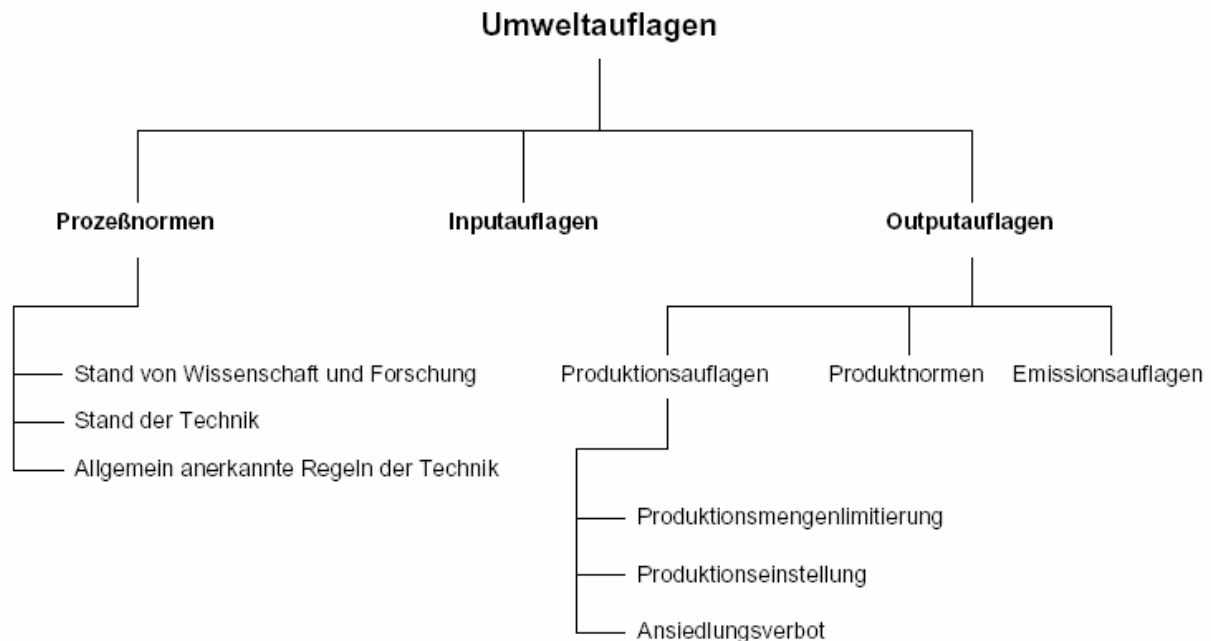 Umweltauflagen
Prozeßnormen
Inputauflagen
Outputauflagen
Stand von Wissenschaft und Forschung
Stand der Technik
Allgemein anerkannte Regeln der Technik
Produktionsauflagen
Produktnormen
Emissionsauflagen
Produktionsmengenlimitierung
Produktionseinstellung
Ansiedlungsverbot